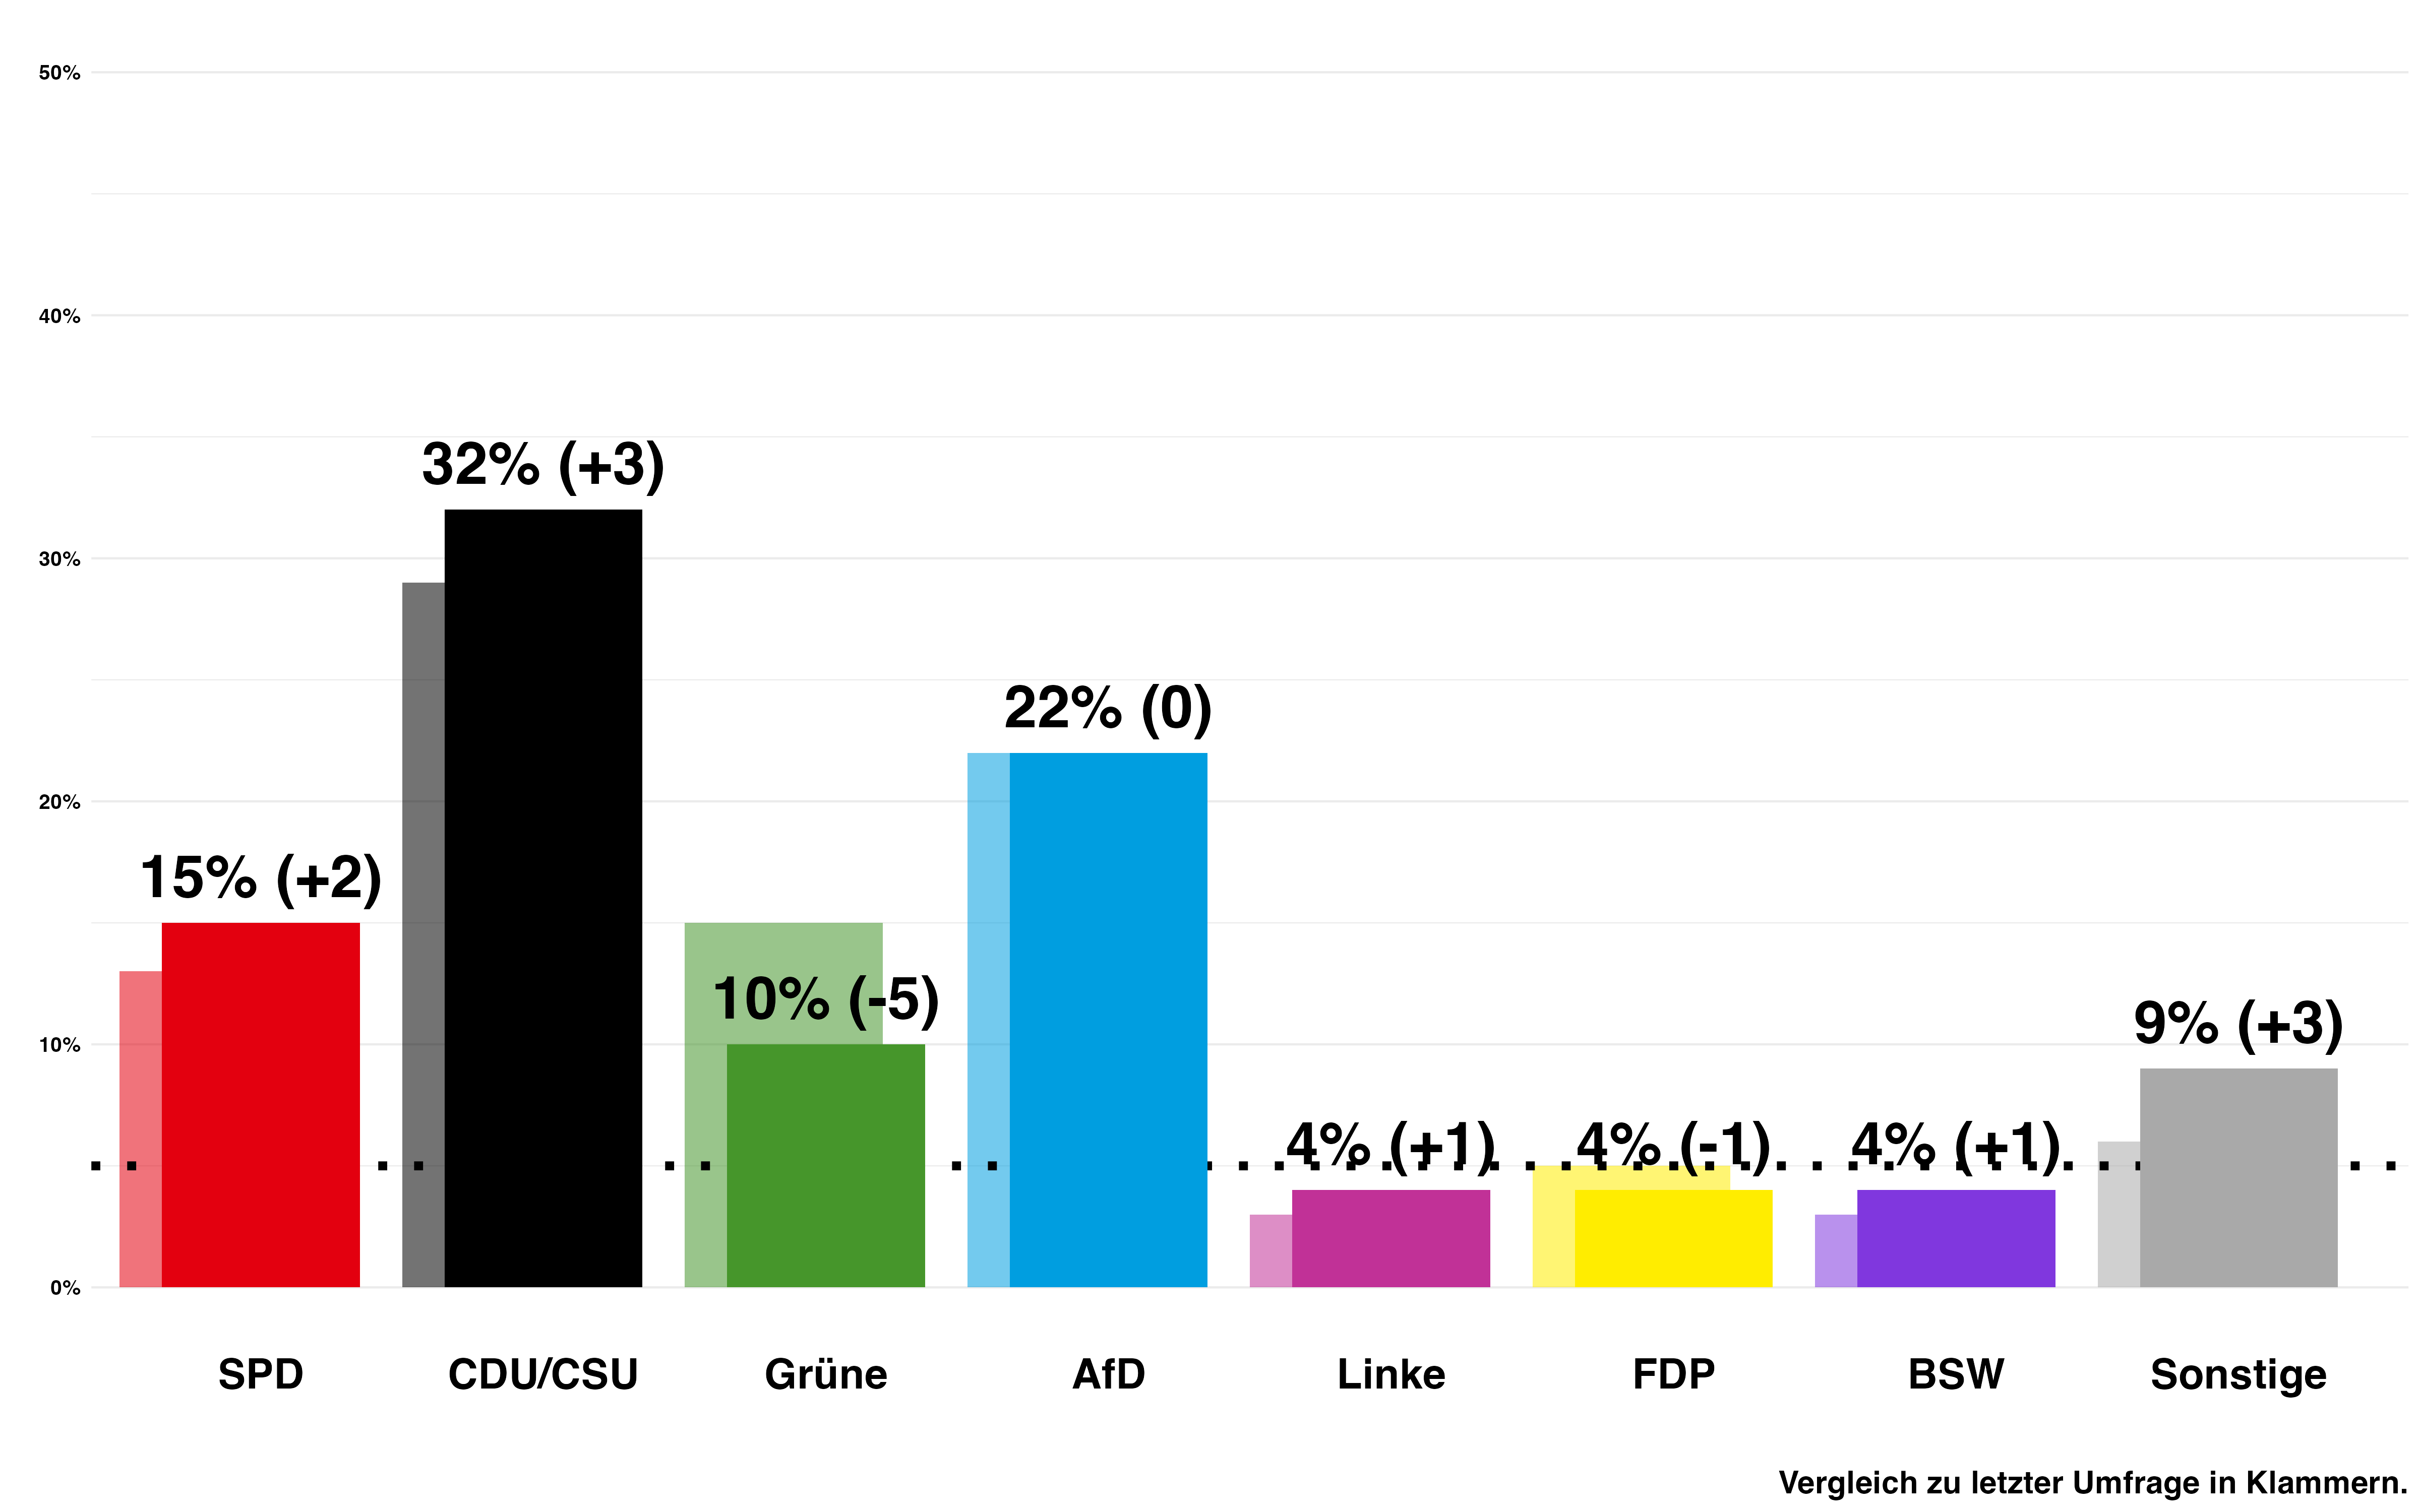 50%
40%
30%
20%
10%
0%
15% (+2)
32% (+3)
10% (-5)
22% (0)
4% (+1)
4% (-1)
4% (+1)
9% (+3)
SPD
CDU/CSU
Grüne
AfD
Linke
FDP
BSW
Sonstige
Vergleich zu letzter Umfrage in Klammern.